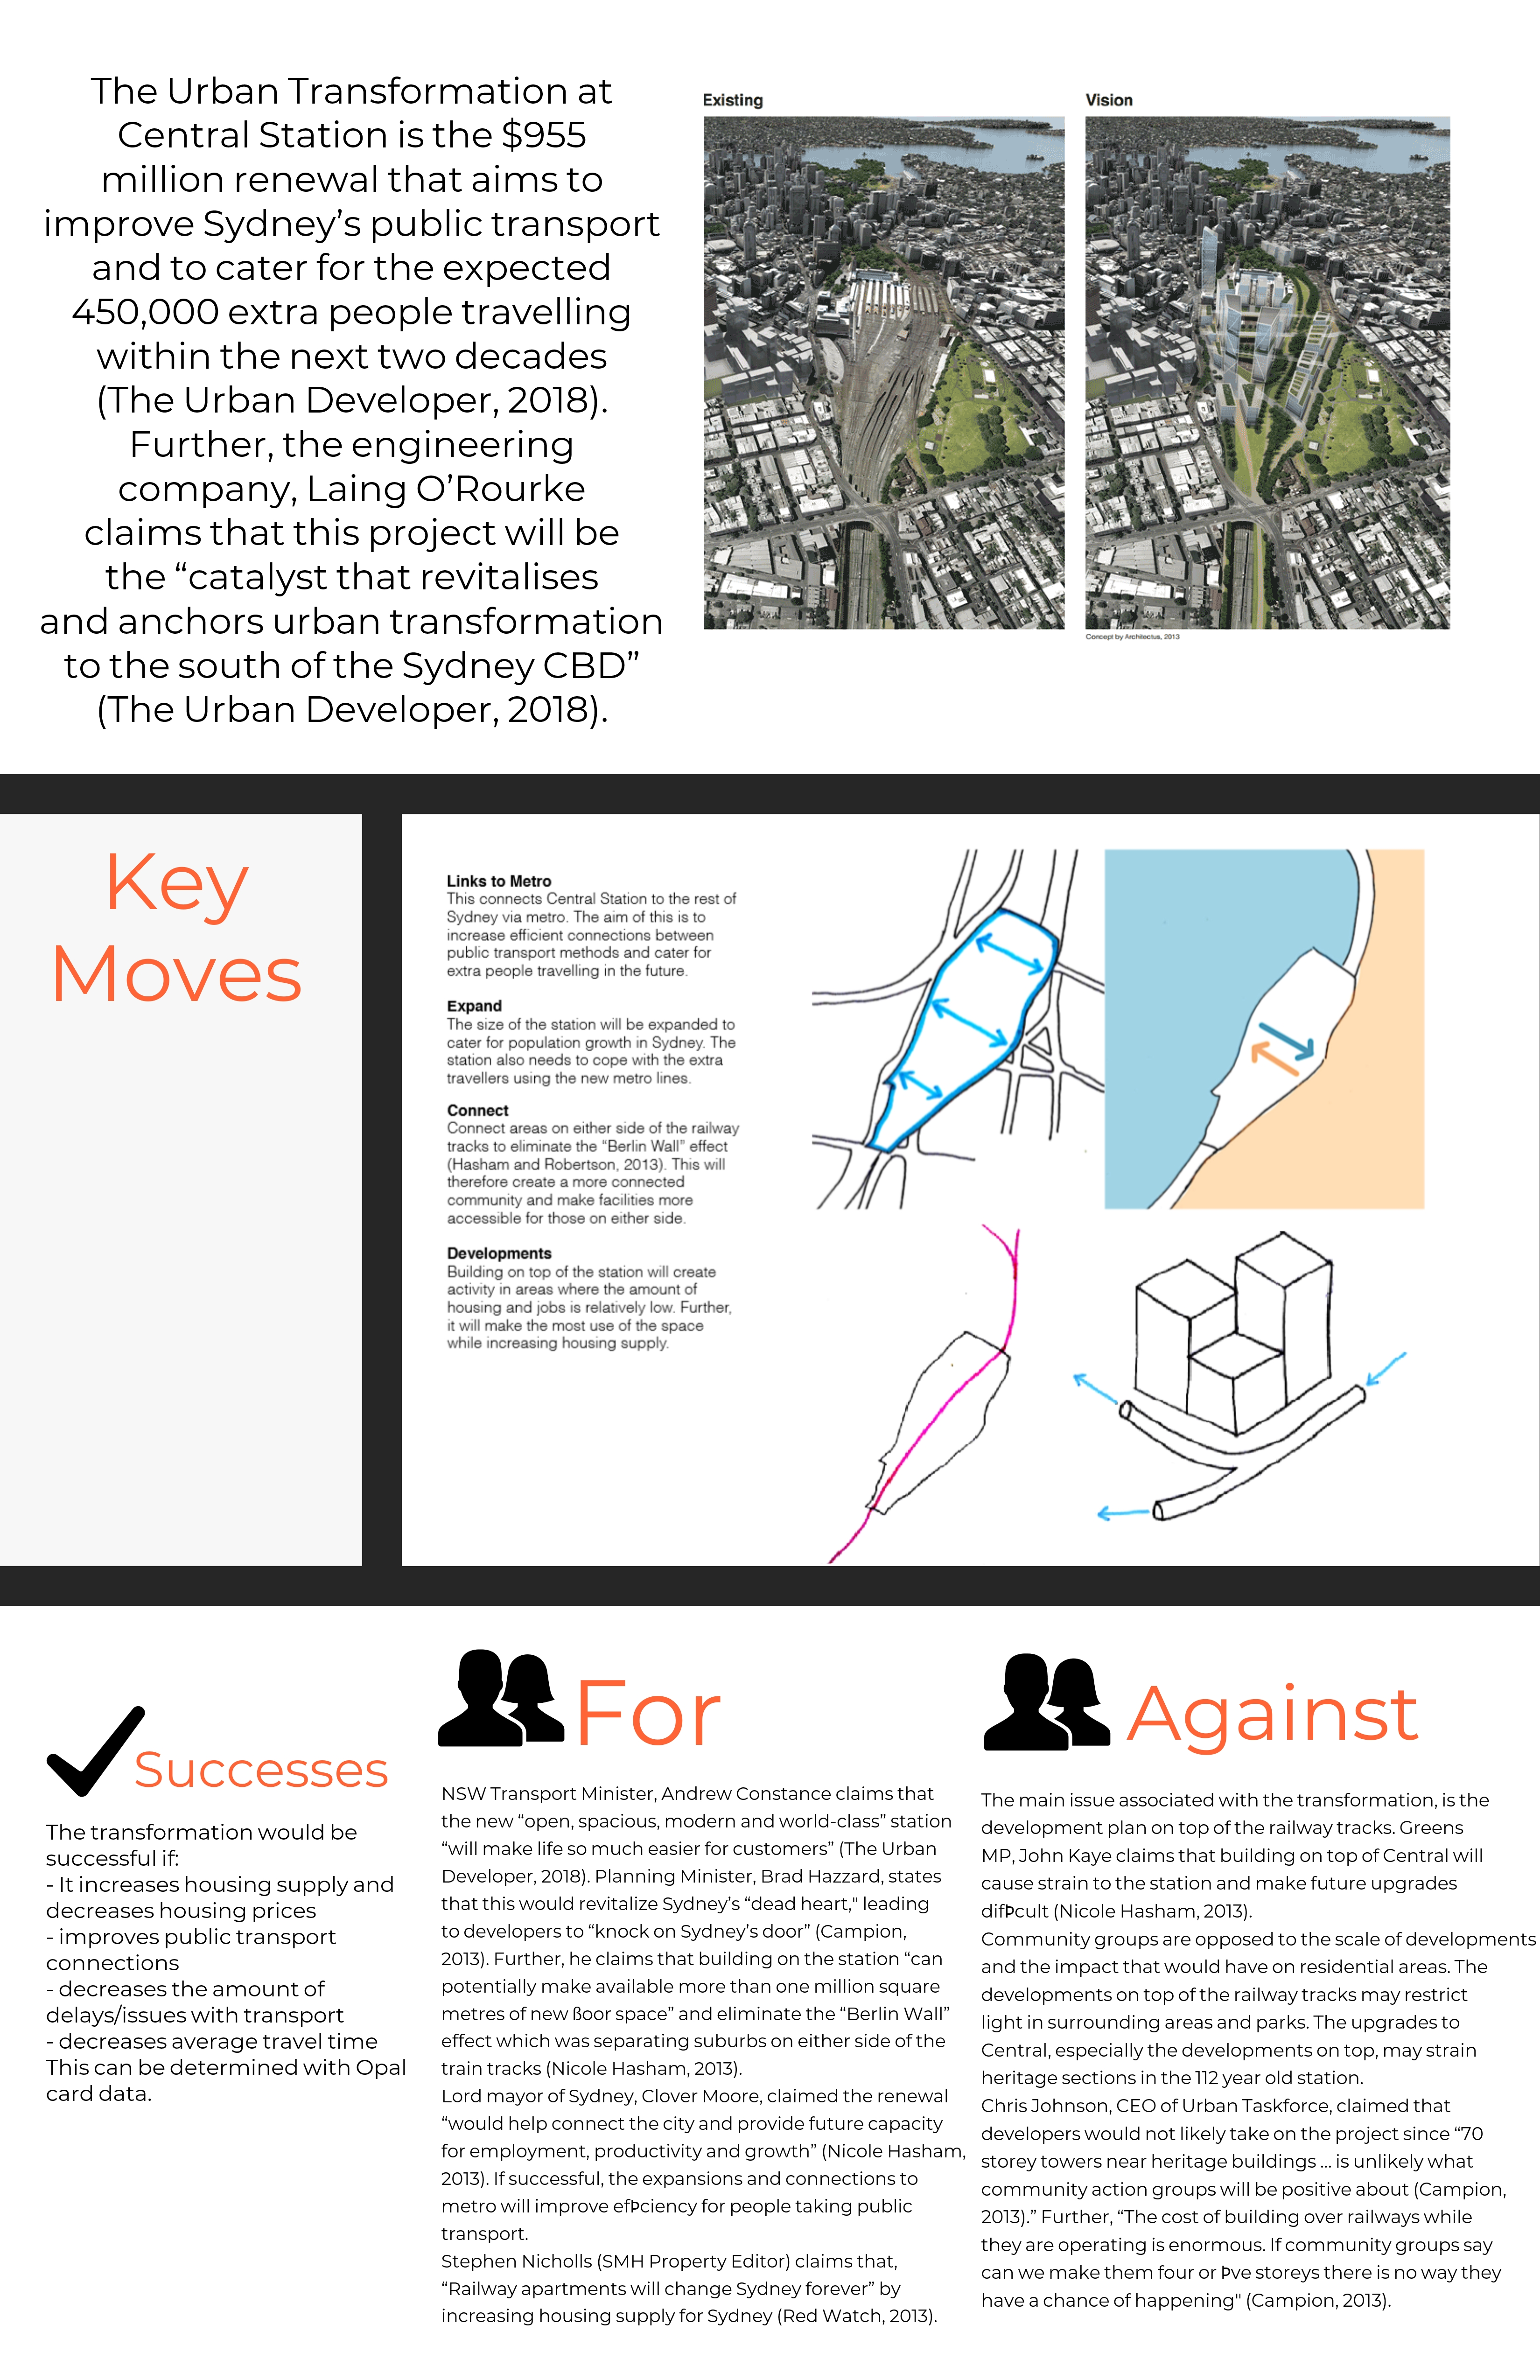 The Urban Transformation at
Central Station is the $955
million renewal that aims to
improve Sydney’s public transport
and to cater for the expected
450,000 extra people travelling
within the next two decades
(The Urban Developer, 2018).
Further, the engineering
company, Laing O’Rourke
claims that this project will be
the “catalyst that revitalises
and anchors urban transformation
to the south of the Sydney CBD”
(The Urban Developer, 2018).
Existing
Vision
Concept by Architectus, 2013
Key
Moves
Links to Metro
This connects Central Station to the rest of
Sydney via metro. The aim of this is to
increase efficient connections between
public transport methods and cater for
extra people travelling in the future.
Expand
The size of the station will be expanded to
cater for population growth in Sydney. The
station also needs to cope with the extra
travellers using the new metro lines.
Connect
Connect areas on either side of the railway
tracks to eliminate the “Berlin Wall” effect
(Hasham and Robertson, 2013). This will
therefore create a more connected
community and make facilities more
accessible for those on either side.
Developments
Building on top of the station will create
activity in areas where the amount of
housing and jobs is relatively low. Further,
it will make the most use of the space
while increasing housing supply.
Successes
The transformation would be
successful if:
- It increases housing supply and
decreases housing prices
- improves public transport
connections
- decreases the amount of
delays/issues with transport
- decreases average travel time
This can be determined with Opal
card data.
For
NSW Transport Minister, Andrew Constance claims that
the new “open, spacious, modern and world-class” station
“will make life so much easier for customers” (The Urban
Developer, 2018). Planning Minister, Brad Hazzard, states
that this would revitalize Sydney’s “dead heart," leading
to developers to “knock on Sydney’s door” (Campion,
2013). Further, he claims that building on the station “can
potentially make available more than one million square
metres of new ßoor space” and eliminate the “Berlin Wall”
effect which was separating suburbs on either side of the
train tracks (Nicole Hasham, 2013).
Lord mayor of Sydney, Clover Moore, claimed the renewal
“would help connect the city and provide future capacity
for employment, productivity and growth” (Nicole Hasham,
2013). If successful, the expansions and connections to
metro will improve efÞciency for people taking public
transport.
Stephen Nicholls (SMH Property Editor) claims that,
“Railway apartments will change Sydney forever” by
increasing housing supply for Sydney (Red Watch, 2013).
Against
The main issue associated with the transformation, is the
development plan on top of the railway tracks. Greens
MP, John Kaye claims that building on top of Central will
cause strain to the station and make future upgrades
difÞcult (Nicole Hasham, 2013).
Community groups are opposed to the scale of developments
and the impact that would have on residential areas. The
developments on top of the railway tracks may restrict
light in surrounding areas and parks. The upgrades to
Central, especially the developments on top, may strain
heritage sections in the 112 year old station.
Chris Johnson, CEO of Urban Taskforce, claimed that
developers would not likely take on the project since “70
storey towers near heritage buildings ... is unlikely what
community action groups will be positive about (Campion,
2013).” Further, “The cost of building over railways while
they are operating is enormous. If community groups say
can we make them four or Þve storeys there is no way they
have a chance of happening" (Campion, 2013).